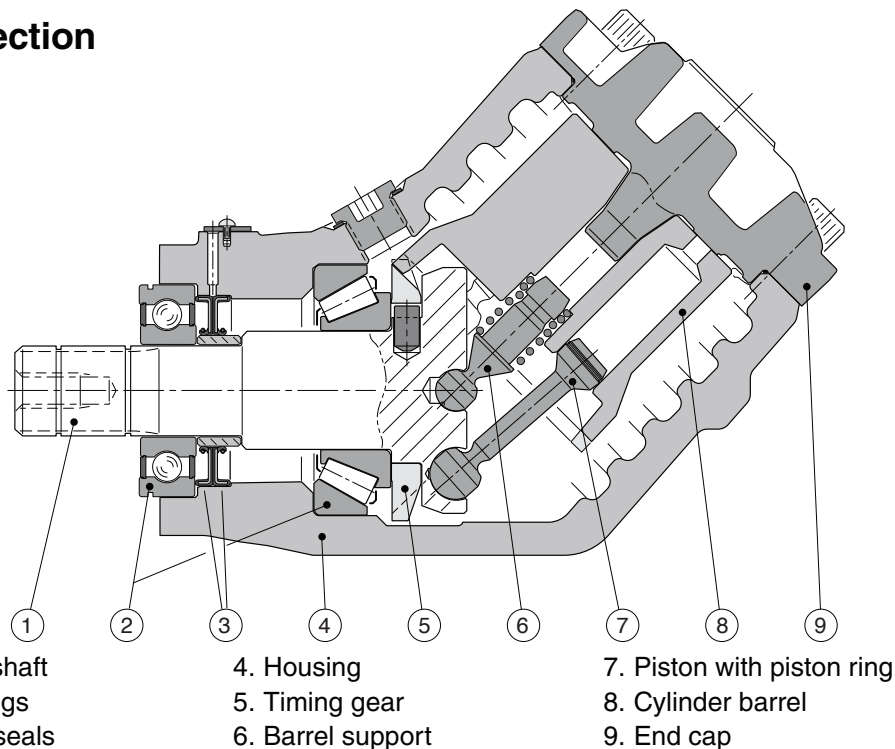 ection
1 2 3 4 5 6 7 8 9
shaft 4. Housing 7. Piston with piston ring
gs 5. Timing gear 8. Cylinder barrel
seals 6. Barrel support 9. End cap